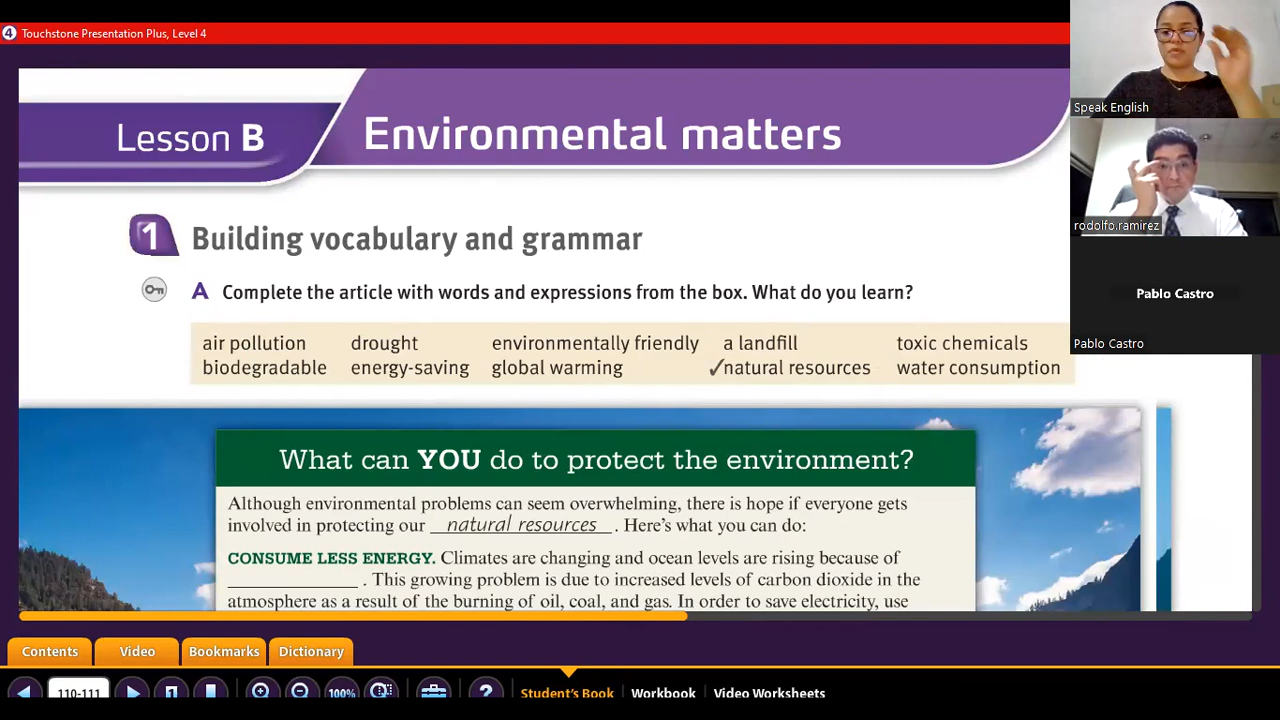 4 Touchstone Presentation Plus, Level 4
Lesson B
Environmental matters
1 Building vocabulary and grammar
A Complete the article with words and expressions from the box. What do you learn?
air pollution drought environmentally friendly a landfill toxic chemicals
biodegradable energy-saving global warming ✓natural resources water consumption
What can YOU do to protect the environment?
Although environmental problems can seem overwhelming, there is hope if everyone gets
involved in protecting our natural resources . Here's what you can do:
CONSUME LESS ENERGY. Climates are changing and ocean levels are rising because of
____________ . This growing problem is due to increased levels of carbon dioxide in the
atmosphere as a result of the burning of oil, coal, and gas. In order to save electricity, use
Speak English
rodolfo.ramirez
Pablo Castro
Pablo Castro
Contents Video Bookmarks Dictionary
110-111 1 100% ? Student's Book Workbook Video Worksheets